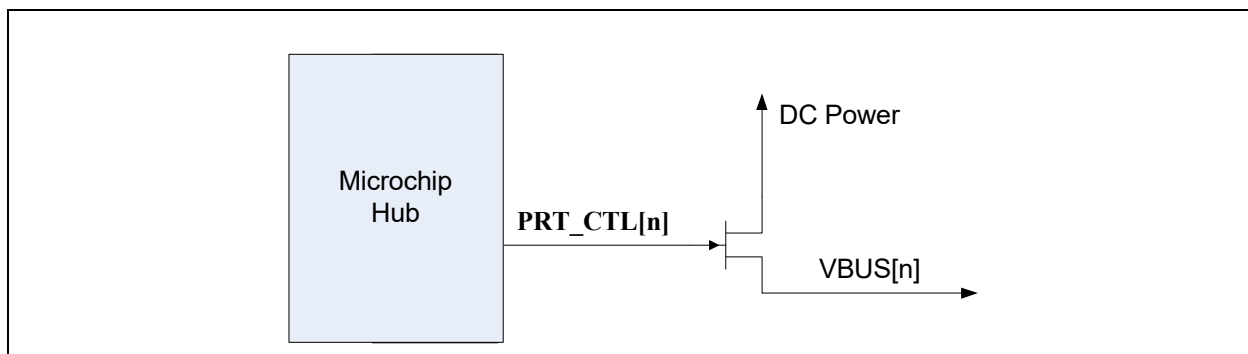 DC Power
Microchip
Hub
PRT_CTL[n]
VBUS[n]